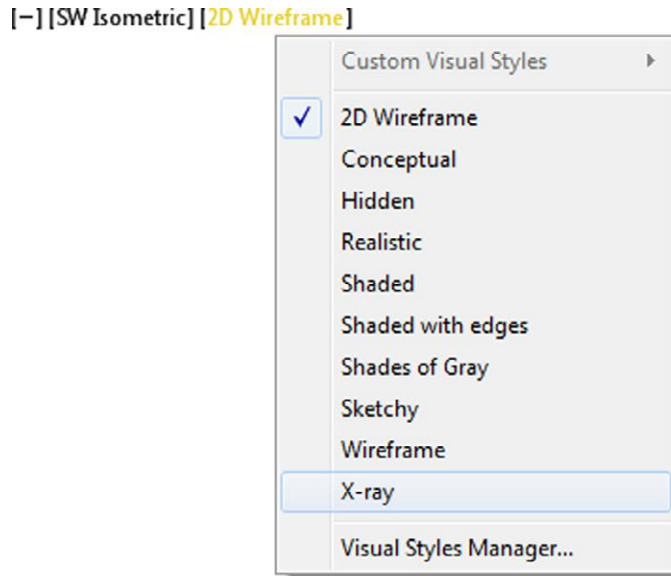 [−] [SW Isometric] [2D Wireframe]
Custom Visual Styles
2D Wireframe
Conceptual
Hidden
Realistic
Shaded
Shaded with edges
Shades of Gray
Sketchy
Wireframe
X-ray
Visual Styles Manager...